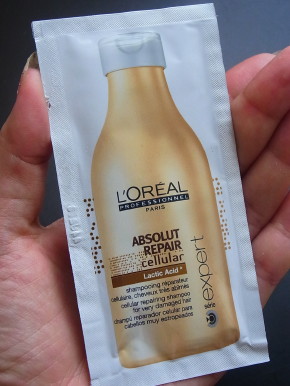 L'ORÉAL
PROFESSIONNEL
PARIS
ABSOLUT
REPAIR
cellular
Lactic Acid*
shampooing réparateur
cellulaire, cheveux très abîmés
cellular repairing shampoo
for very damaged hair
champú reparador celular para
cabellos muy estropeados
série
expert